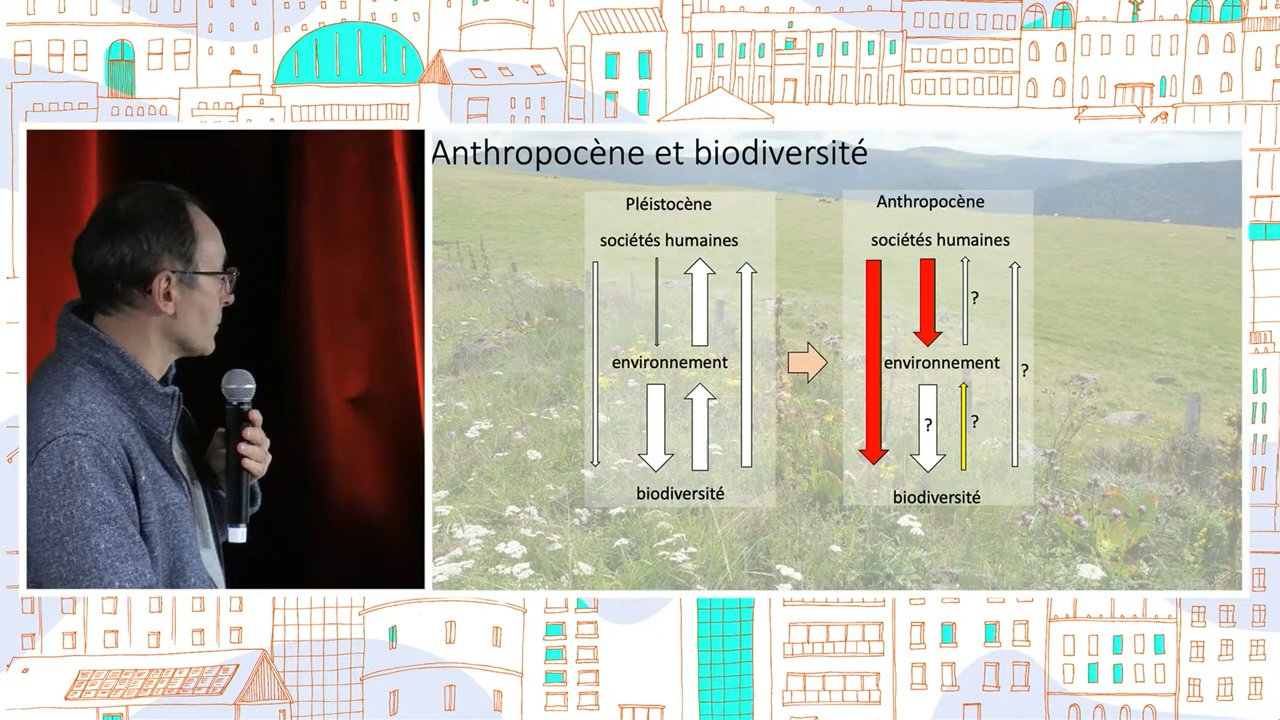 Anthropocène et biodiversité
Pléistocène
sociétés humaines
environnement
biodiversité
Anthropocène
sociétés humaines
?
environnement
?
?
?
biodiversité